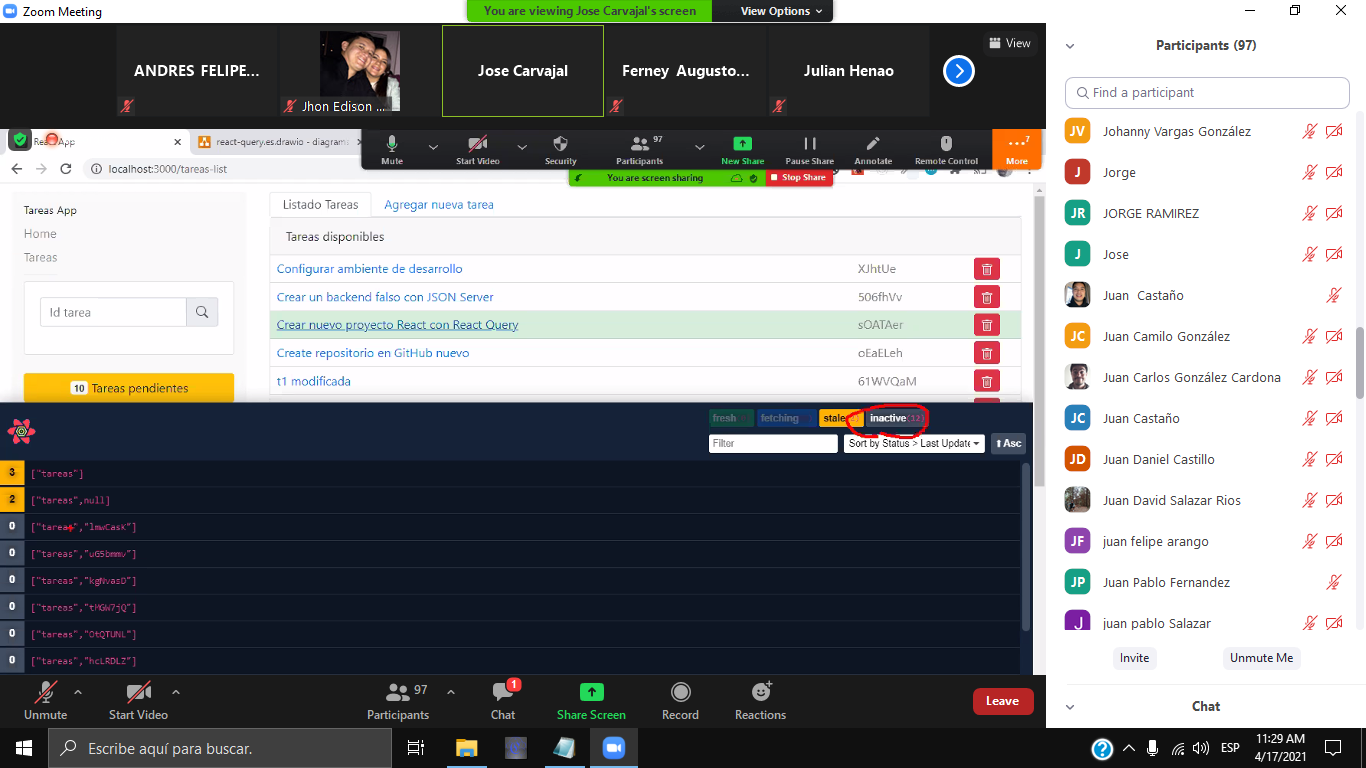 Zoom Meeting
You are viewing Jose Carvajal's screen
View Options
ANDRES FELIPE...
Jhon Edison ...
Jose Carvajal
Ferney Augusto...
Julian Henao
View
React App
react-query.es.drawio - diagram
localhost:3000/tareas-list
Mute
Start Video
Security
97
Participants
New Share
Pause Share
Annotate
Remote Control
7
More
You are screen sharing
Stop Share
Tareas App
Home
Tareas
Id tarea
10 Tareas pendientes
Listado Tareas
Agregar nueva tarea
Tareas disponibles
Configurar ambiente de desarrollo XJhtUe
Crear un backend falso con JSON Server 506fhVv
Crear nuevo proyecto React con React Query sOATAer
Create repositorio en GitHub nuevo oEaELeh
t1 modificada 61WVQaM
fresh
fetching
stale
inactive (12)
Filter
Sort by Status > Last Update
Asc
3 ["tareas"]
2 ["tareas",null]
0 ["tareas","lmwCasK"]
0 ["tareas","uG5bmmv"]
0 ["tareas","kgNvasD"]
0 ["tareas","tMGW7jQ"]
0 ["tareas","OtQTUNL"]
0 ["tareas","hcLRDLZ"]
Unmute
Start Video
97
Participants
1
Chat
Share Screen
Record
Reactions
Leave
Participants (97)
Find a participant
JV Johanny Vargas González
J Jorge
JR JORGE RAMIREZ
J Jose
Juan Castaño
JC Juan Camilo González
Juan Carlos González Cardona
JC Juan Castaño
JD Juan Daniel Castillo
Juan David Salazar Rios
JF juan felipe arango
JP Juan Pablo Fernandez
J juan pablo Salazar
Invite
Unmute Me
Chat
Escribe aquí para buscar.
ESP
11:29 AM
4/17/2021